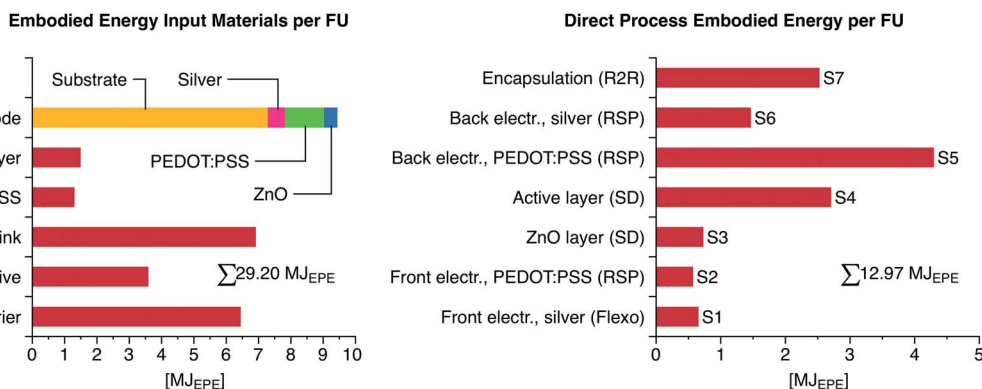 Embodied Energy Input Materials per FU
Substrate
Silver
ode
PEDOT:PSS
yer
ZnO
SS
ink
ive
∑29.20 MJEPE
rier
0 1 2 3 4 5 6 7 8 9 10
[MJEPE]
Direct Process Embodied Energy per FU
Encapsulation (R2R) S7
Back electr., silver (RSP) S6
Back electr., PEDOT:PSS (RSP) S5
Active layer (SD) S4
ZnO layer (SD) S3
Front electr., PEDOT:PSS (RSP) S2
∑12.97 MJEPE
Front electr., silver (Flexo) S1
0 1 2 3 4 5
[MJEPE]